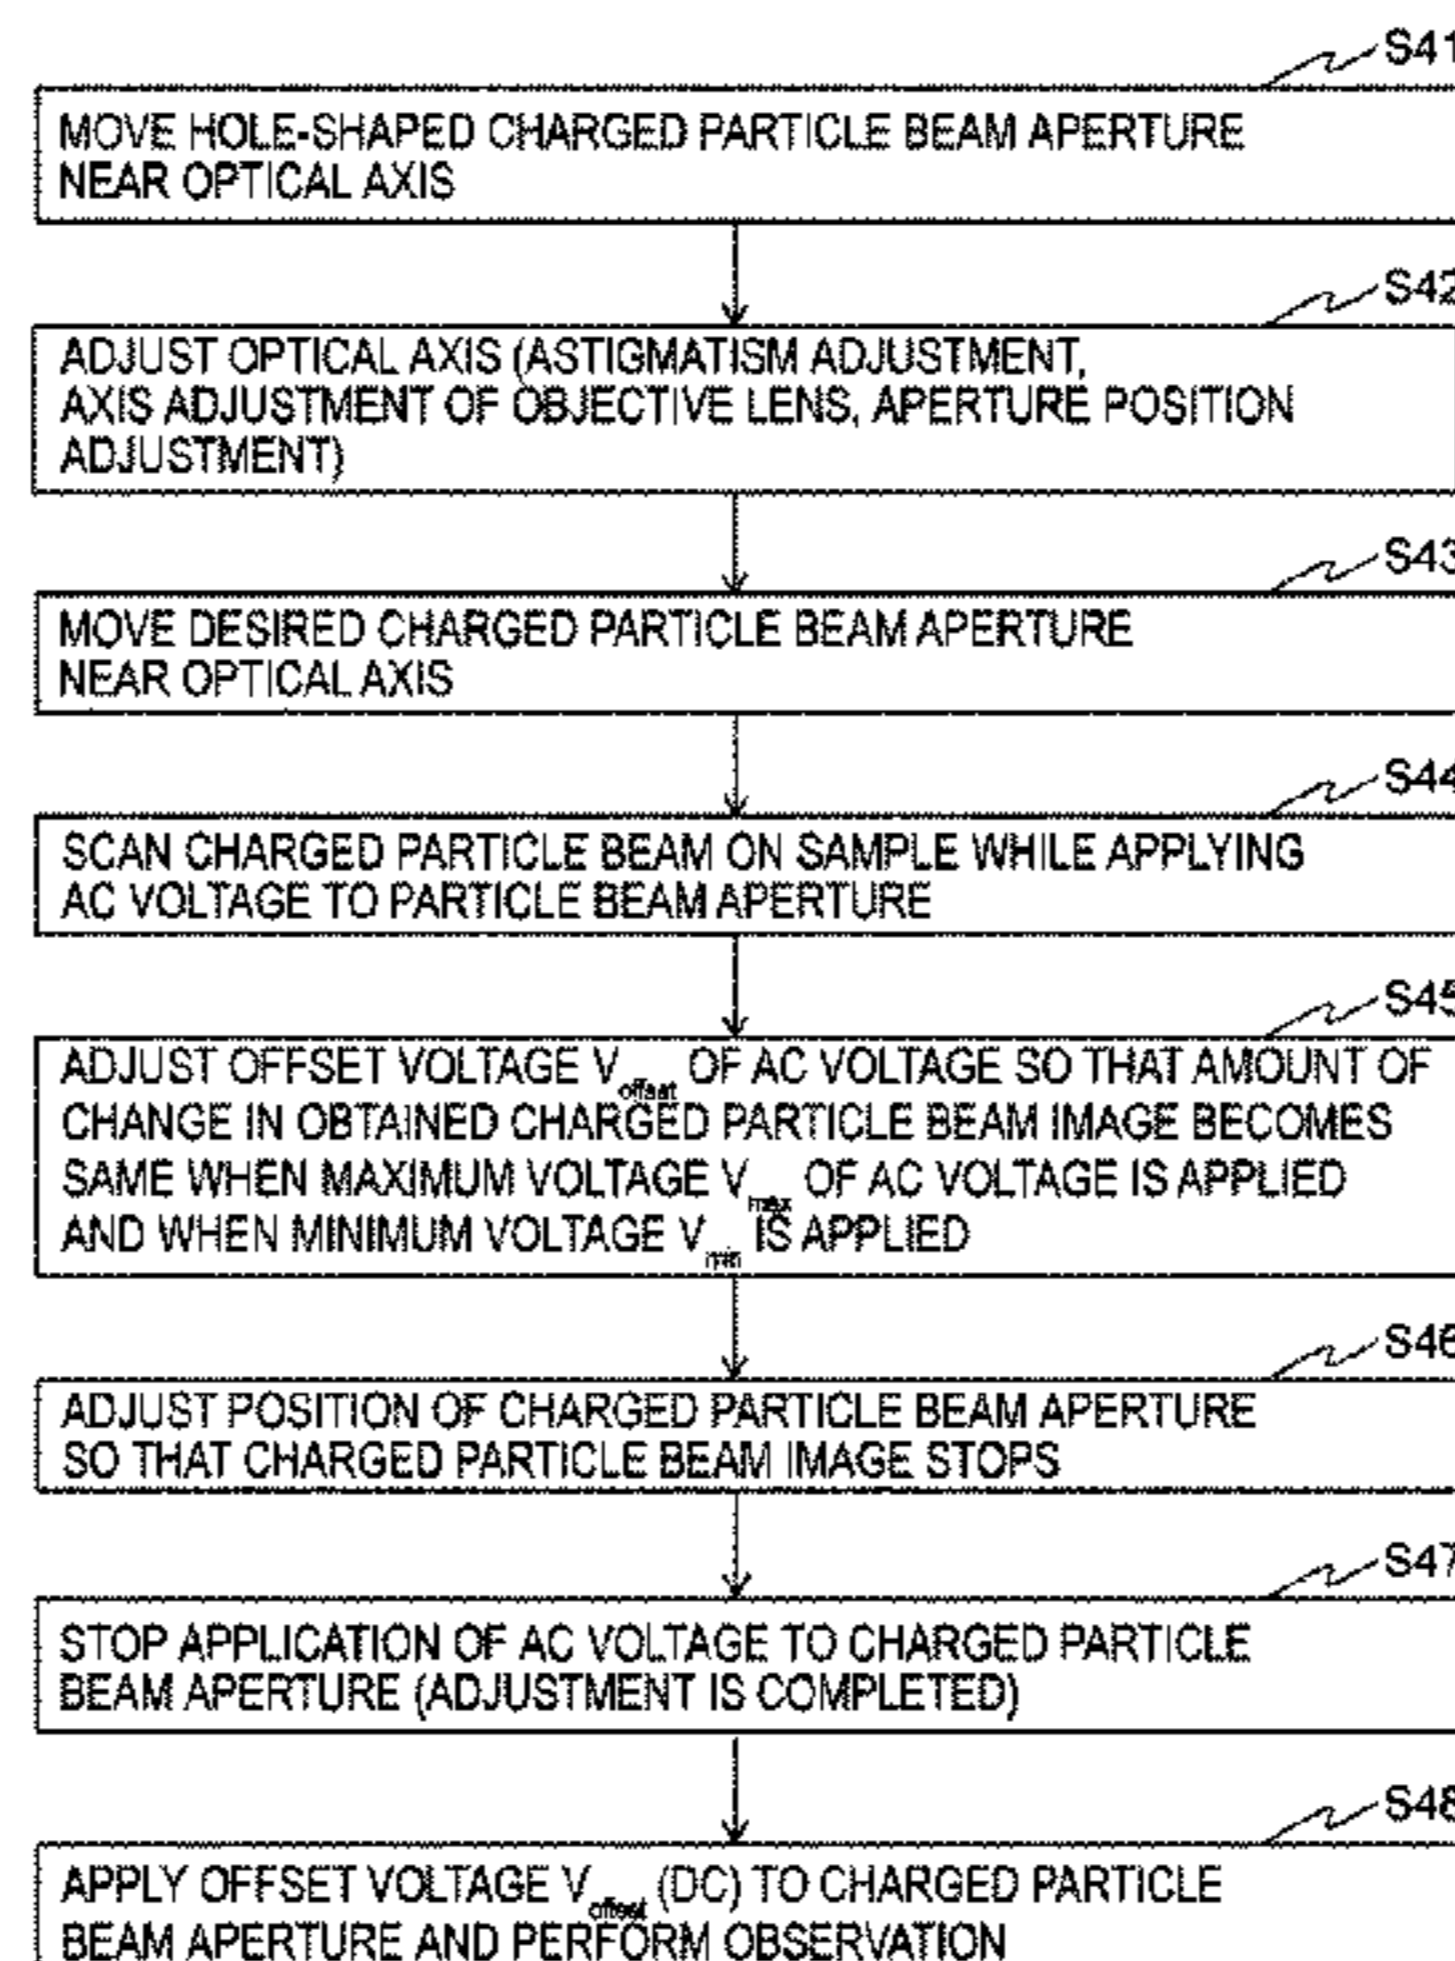 S41
MOVE HOLE-SHAPED CHARGED PARTICLE BEAM APERTURE
NEAR OPTICAL AXIS
S42
ADJUST OPTICAL AXIS (ASTIGMATISM ADJUSTMENT,
AXIS ADJUSTMENT OF OBJECTIVE LENS, APERTURE POSITION
ADJUSTMENT)
S43
MOVE DESIRED CHARGED PARTICLE BEAM APERTURE
NEAR OPTICAL AXIS
S44
SCAN CHARGED PARTICLE BEAM ON SAMPLE WHILE APPLYING
AC VOLTAGE TO PARTICLE BEAM APERTURE
S45
ADJUST OFFSET VOLTAGE Voffset OF AC VOLTAGE SO THAT AMOUNT OF
CHANGE IN OBTAINED CHARGED PARTICLE BEAM IMAGE BECOMES
SAME WHEN MAXIMUM VOLTAGE Vmax OF AC VOLTAGE IS APPLIED
AND WHEN MINIMUM VOLTAGE Vmin IS APPLIED
S46
ADJUST POSITION OF CHARGED PARTICLE BEAM APERTURE
SO THAT CHARGED PARTICLE BEAM IMAGE STOPS
S47
STOP APPLICATION OF AC VOLTAGE TO CHARGED PARTICLE
BEAM APERTURE (ADJUSTMENT IS COMPLETED)
S48
APPLY OFFSET VOLTAGE Voffset (DC) TO CHARGED PARTICLE
BEAM APERTURE AND PERFORM OBSERVATION